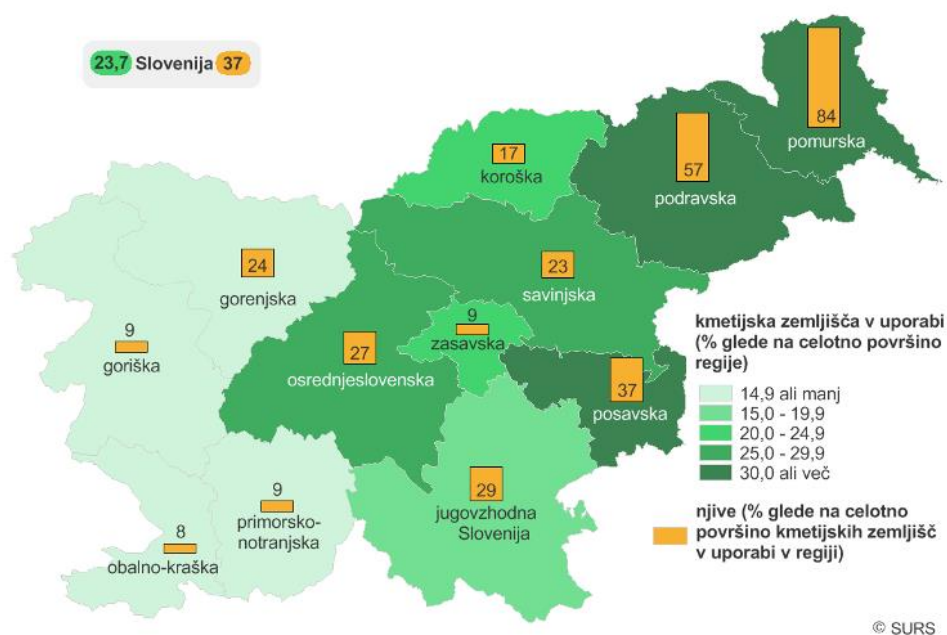 23,7 Slovenija 37
84
pomurska
57
podravska
17
koroška
24
gorenjska
23
savinjska
9
goriška
9
zasavska
27
osrednjeslovenska
37
posavska
9
primorsko-
notranjska
29
jugovzhodna
Slovenija
8
obalno-kraška
kmetijska zemljišča v uporabi
(% glede na celotno površino
regije)
14,9 ali manj
15,0 - 19,9
20,0 - 24,9
25,0 - 29,9
30,0 ali več
njive (% glede na celotno
površino kmetijskih zemljišč
v uporabi v regiji)
© SURS